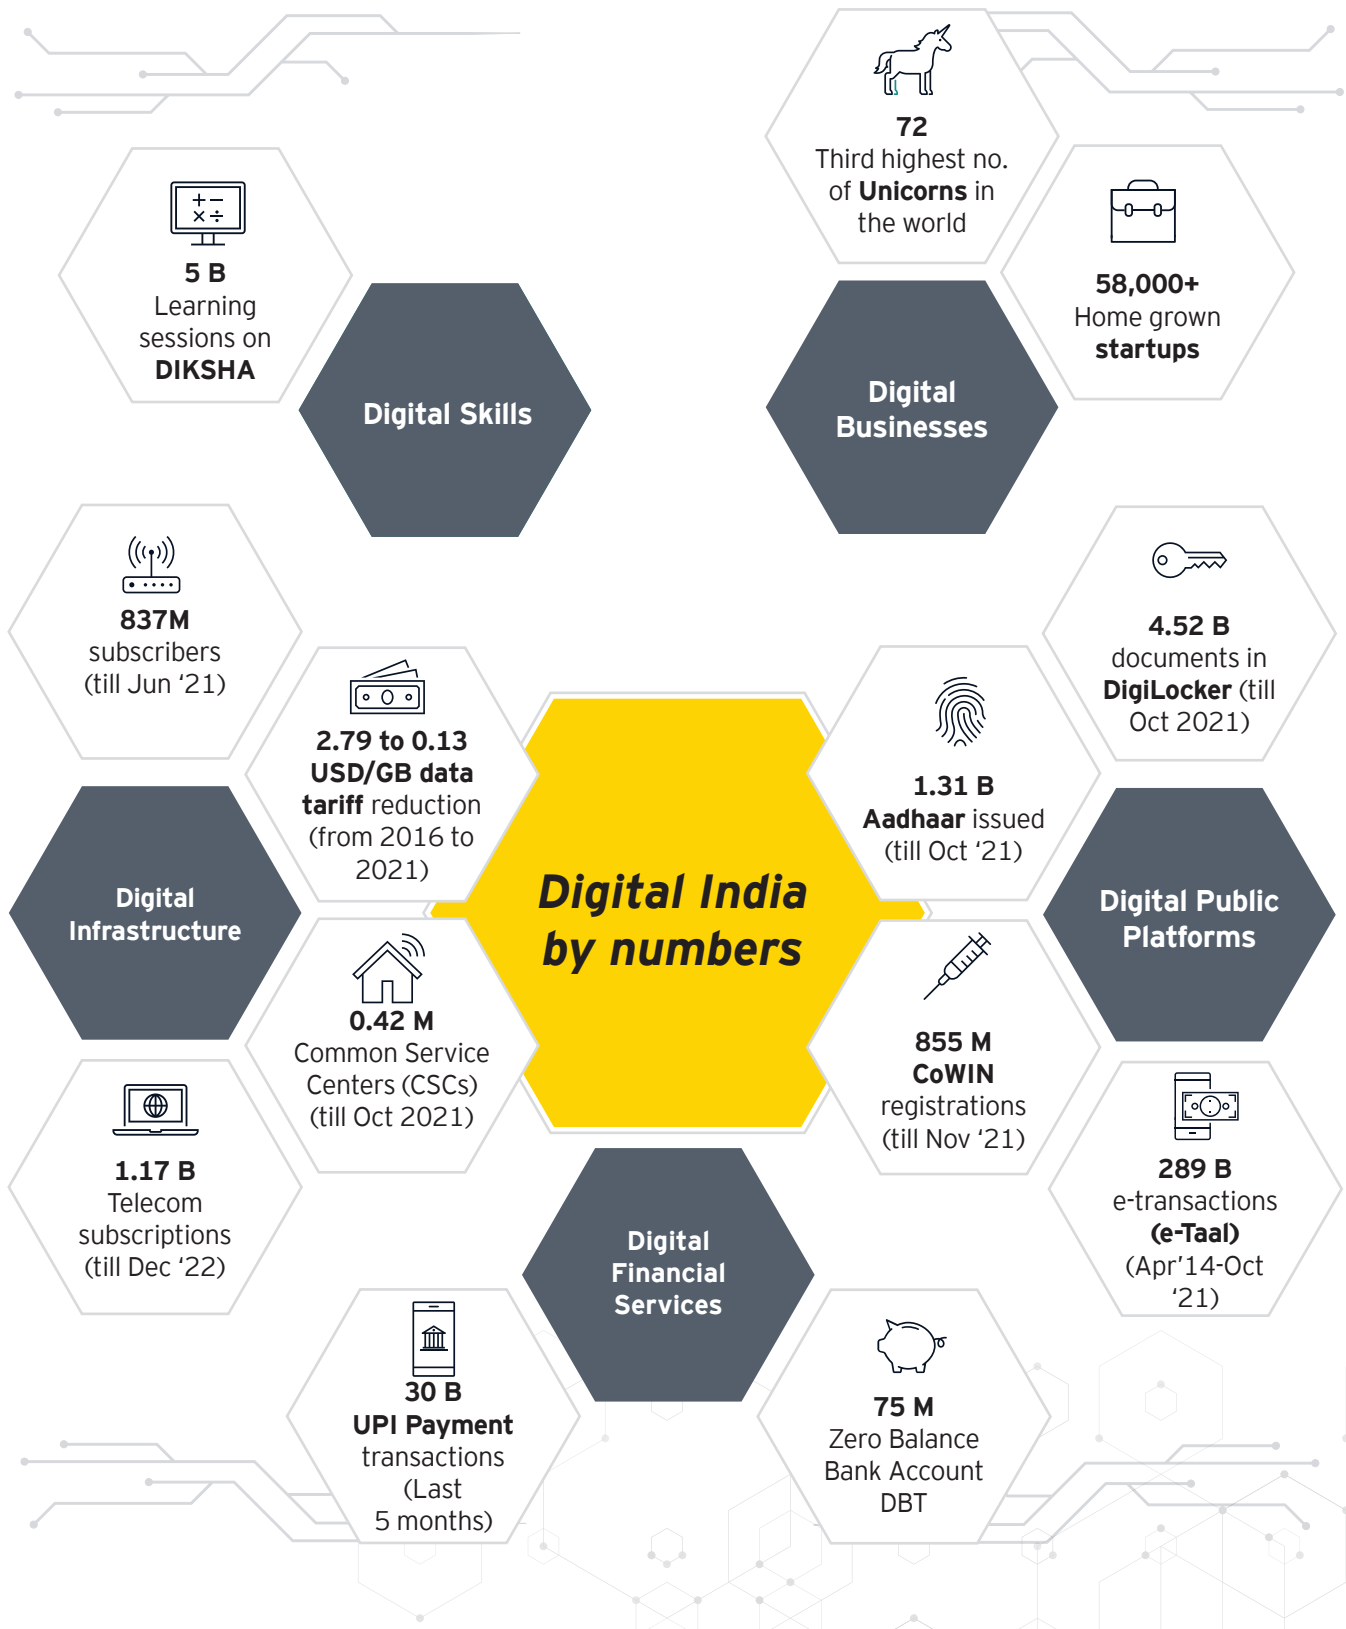 72
Third highest no.
of Unicorns in
the world
5 B
Learning
sessions on
DIKSHA
58,000+
Home grown
startups
Digital Skills
Digital
Businesses
837M
subscribers
(till Jun ‘21)
2.79 to 0.13
USD/GB data
tariff reduction
(from 2016 to
2021)
1.31 B
Aadhaar issued
(till Oct ‘21)
4.52 B
documents in
DigiLocker (till
Oct 2021)
Digital
Infrastructure
Digital India
by numbers
Digital Public
Platforms
0.42 M
Common Service
Centers (CSCs)
(till Oct 2021)
855 M
CoWIN
registrations
(till Nov ‘21)
1.17 B
Telecom
subscriptions
(till Dec ‘22)
289 B
e-transactions
(e-Taal)
(Apr’14-Oct
‘21)
Digital
Financial
Services
30 B
UPI Payment
transactions
(Last
5 months)
75 M
Zero Balance
Bank Account
DBT